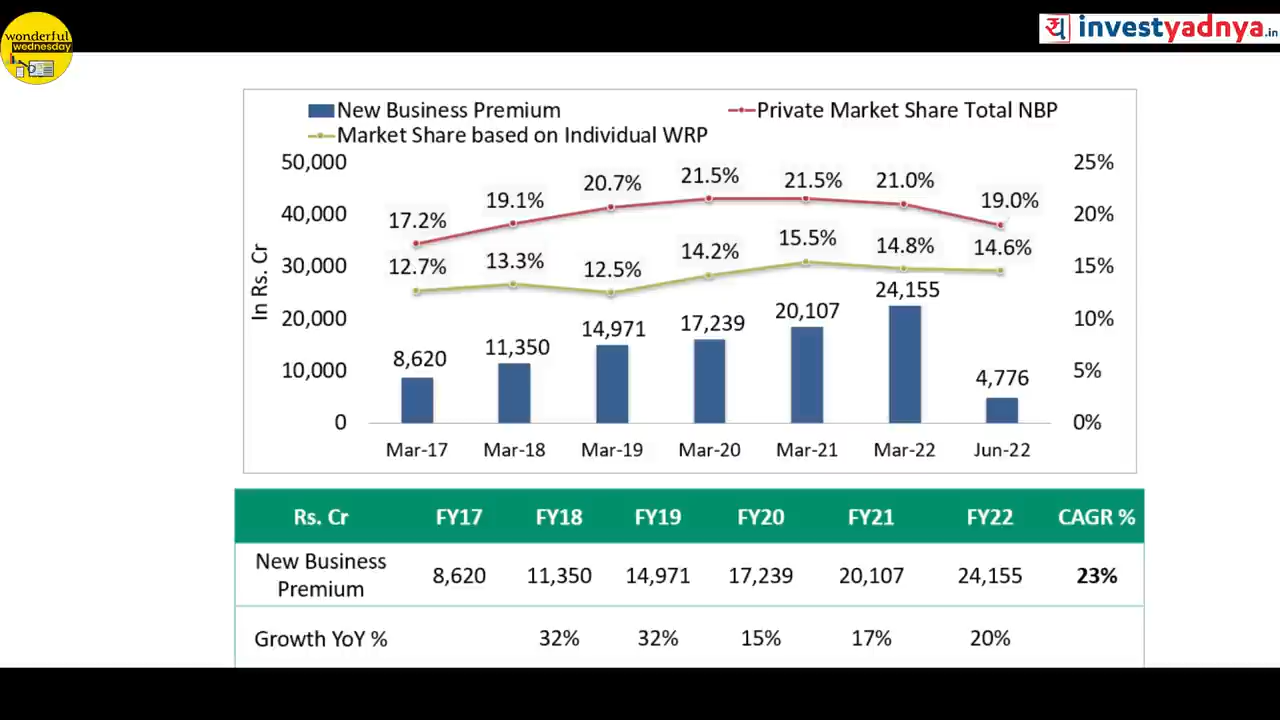 wonderful
wednesday
investyadnya.in
New Business Premium
Private Market Share Total NBP
Market Share based on Individual WRP
50,000
40,000
30,000
20,000
10,000
0
In Rs. Cr
25%
20%
15%
10%
5%
0%
17.2% 19.1% 20.7% 21.5% 21.5% 21.0% 19.0%
12.7% 13.3% 12.5% 14.2% 15.5% 14.8% 14.6%
8,620 11,350 14,971 17,239 20,107 24,155 4,776
Mar-17 Mar-18 Mar-19 Mar-20 Mar-21 Mar-22 Jun-22
Rs. Cr FY17 FY18 FY19 FY20 FY21 FY22 CAGR %
New Business
Premium 8,620 11,350 14,971 17,239 20,107 24,155 23%
Growth YoY % 32% 32% 15% 17% 20%